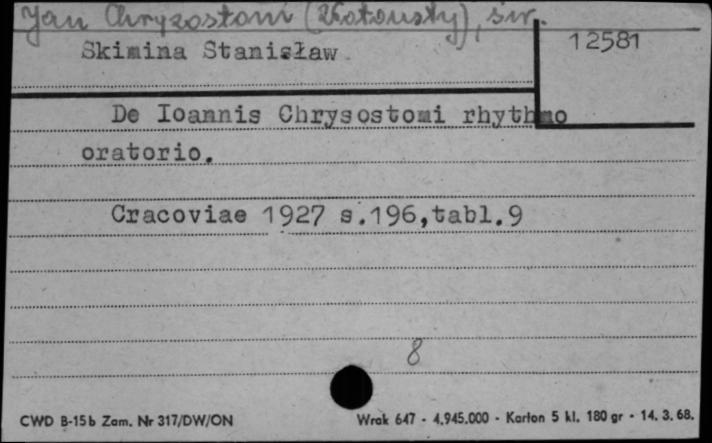 Jan Chryzostom (Złotousty), św.
Skimina Stanisław
12581
De Ioannis Chrysostomi rhythmo
oratorio.
Cracoviae 1927 s.196,tabl.9
8
CWD B-15b Zam. Nr 317/DW/ON
Wrak 647 - 4.945.000 - Karton 5 kl. 180 gr - 14. 3. 68.